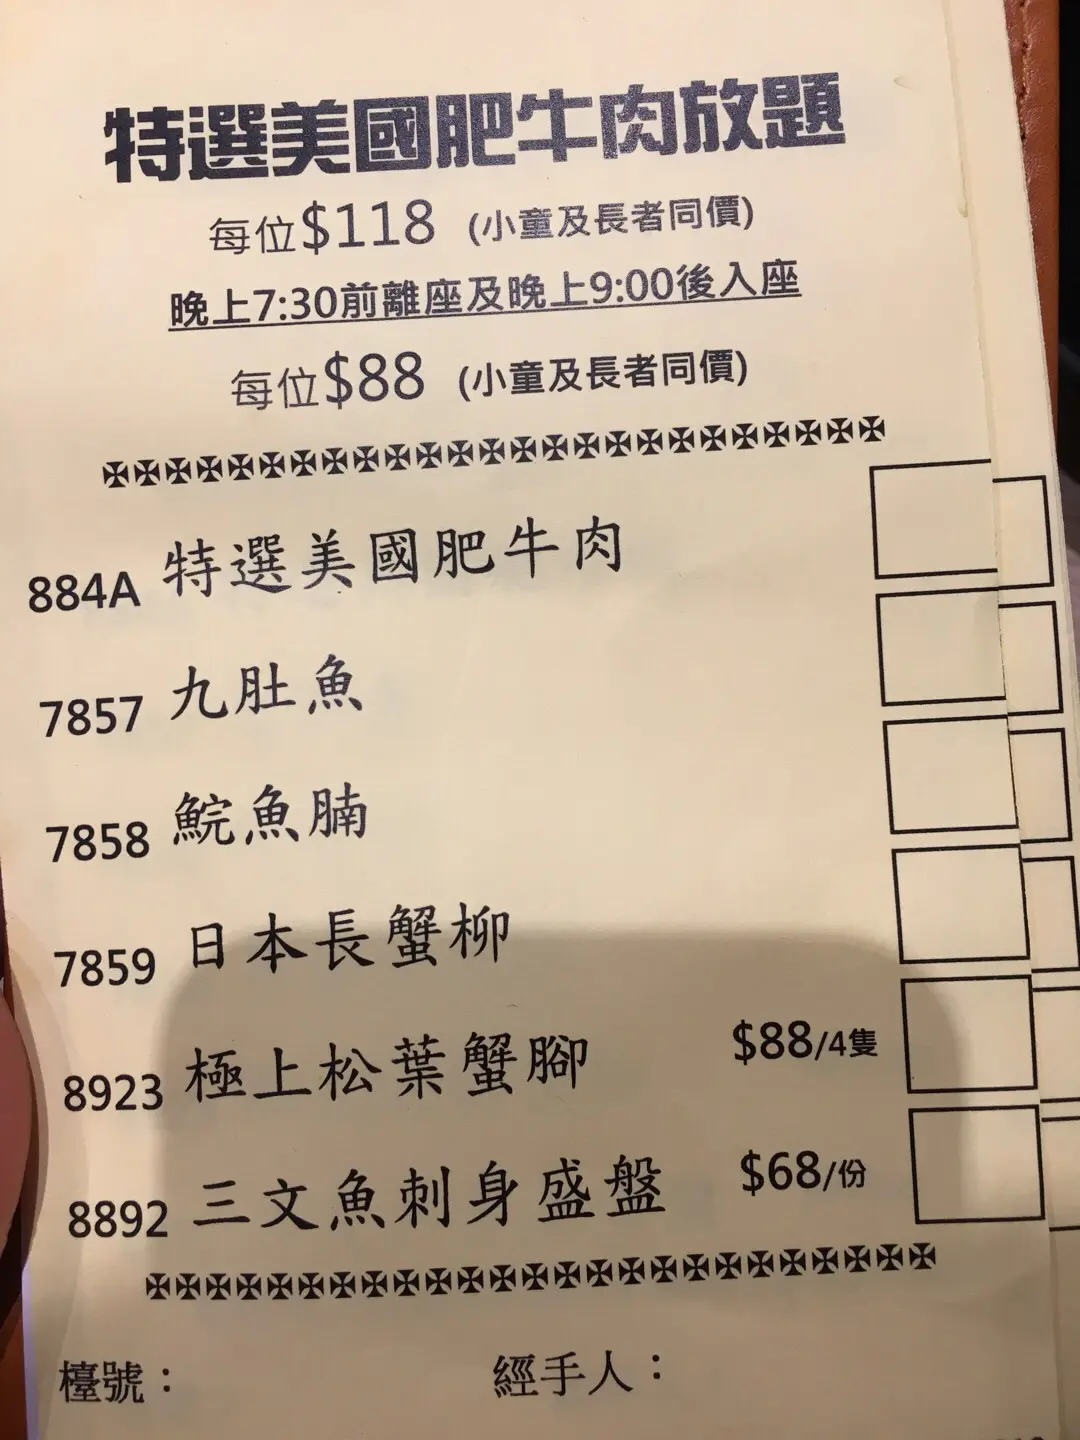 特選美國肥牛肉放題
每位$118 (小童及長者同價)
晚上7:30前離座及晚上9:00後入座
每位$88 (小童及長者同價)
884A 特選美國肥牛肉
7857 九肚魚
7858 鯇魚腩
7859 日本長蟹柳
8923 極上松葉蟹腳 $88/4隻
8892 三文魚刺身盛盤 $68/份
檯號：
經手人：